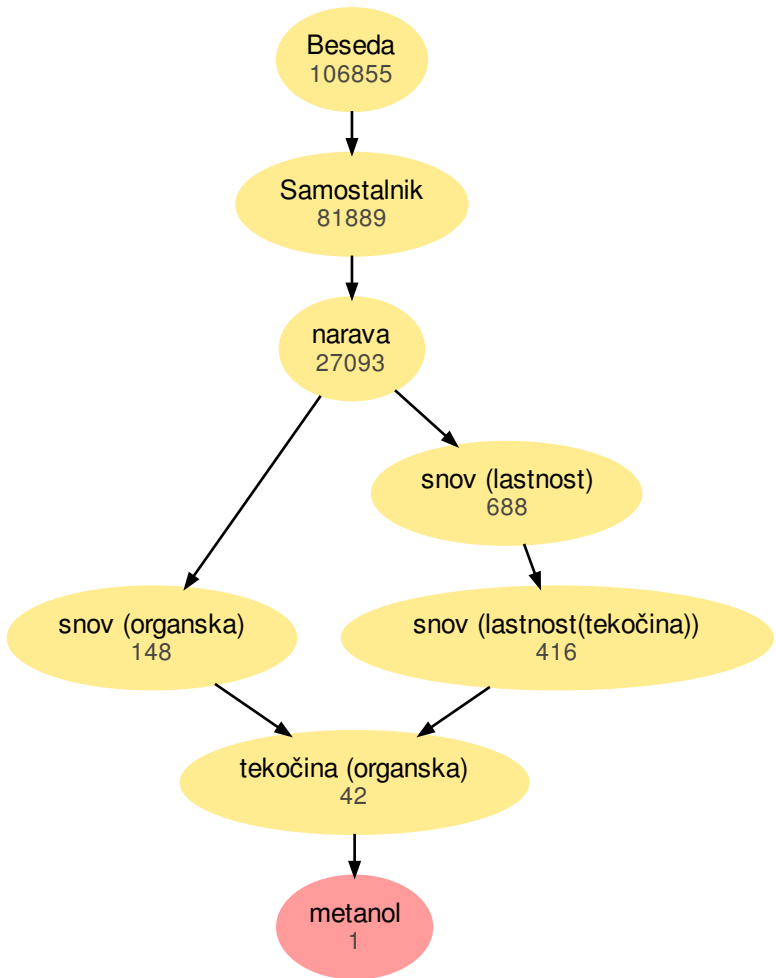 Beseda
106855
Samostalnik
81889
narava
27093
snov (lastnost)
688
snov (organska)
148
snov (lastnost(tekočina))
416
tekočina (organska)
42
metanol
1